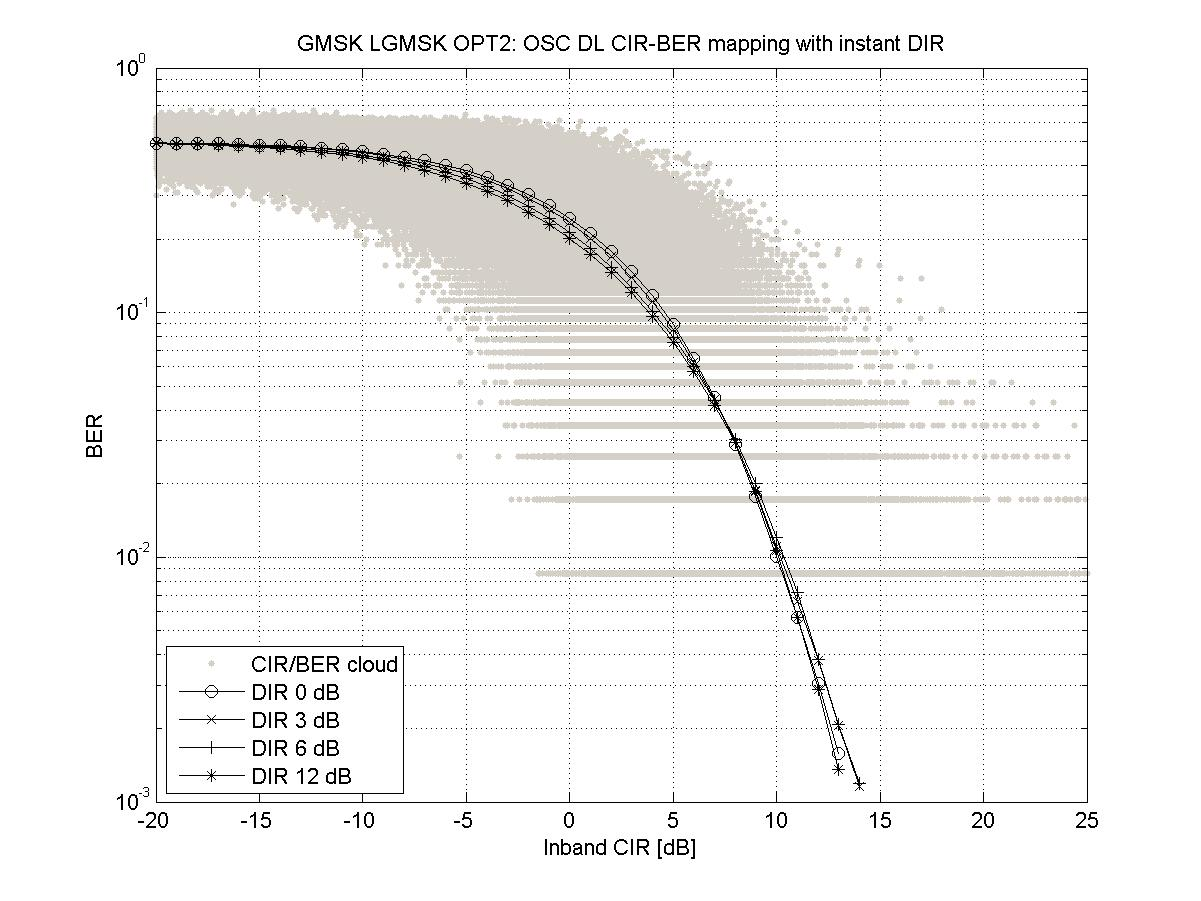 GMSK LGMSK OPT2: OSC DL CIR-BER mapping with instant DIR
10^0
10^-1
BER
10^-2
CIR/BER cloud
DIR 0 dB
DIR 3 dB
DIR 6 dB
DIR 12 dB
10^-3
-20 -15 -10 -5 0 5 10 15 20 25
Inband CIR [dB]